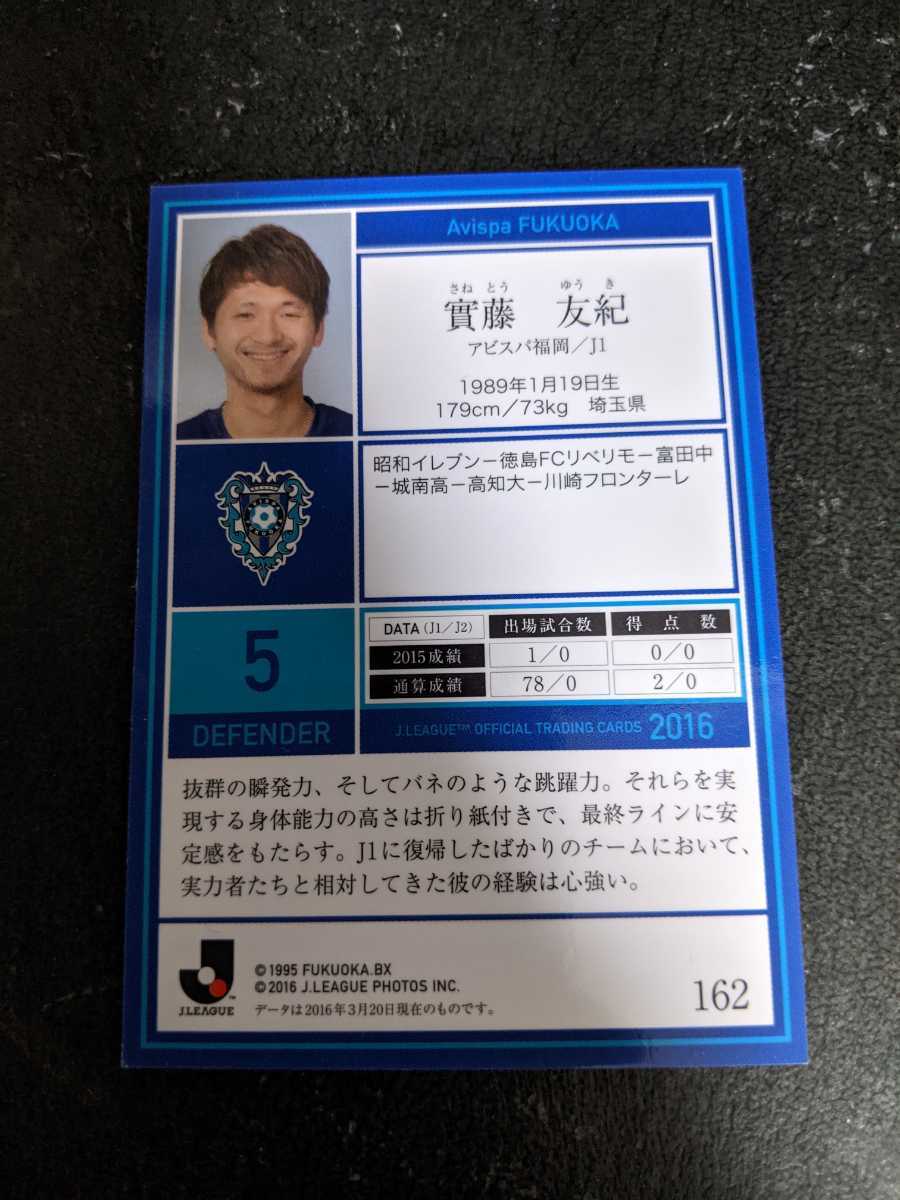 Avispa FUKUOKA
さね とう ゆう き
實藤 友紀
アビスパ福岡／J1
1989年1月19日生
179cm／73kg 埼玉県
昭和イレブン－徳島FCリベリモ－富田中
－城南高－高知大－川崎フロンターレ
5
DEFENDER
DATA（J1／J2） 出場試合数 得点数
2015成績 1／0 0／0
通算成績 78／0 2／0
J.LEAGUE™ OFFICIAL TRADING CARDS 2016
抜群の瞬発力、そしてバネのような跳躍力。それらを実
現する身体能力の高さは折り紙付きで、最終ラインに安
定感をもたらす。J1に復帰したばかりのチームにおいて、
実力者たちと相対してきた彼の経験は心強い。
J.LEAGUE™
©1995 FUKUOKA.BX
©2016 J.LEAGUE PHOTOS INC.
データは2016年3月20日現在のものです。
162